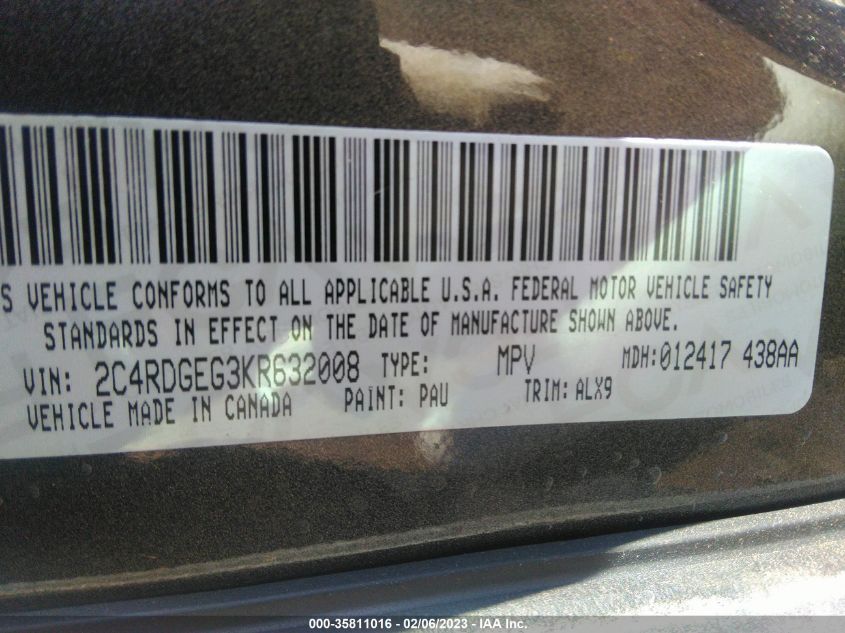 S VEHICLE CONFORMS TO ALL APPLICABLE U.S.A. FEDERAL MOTOR VEHICLE SAFETY
STANDARDS IN EFFECT ON THE DATE OF MANUFACTURE SHOWN ABOVE.
VIN: 2C4RDGEG3KR632008 TYPE: MPV MDH:012417 438AA
VEHICLE MADE IN CANADA PAINT: PAU TRIM: ALX9
000-35811016 - 02/06/2023 - IAA Inc.